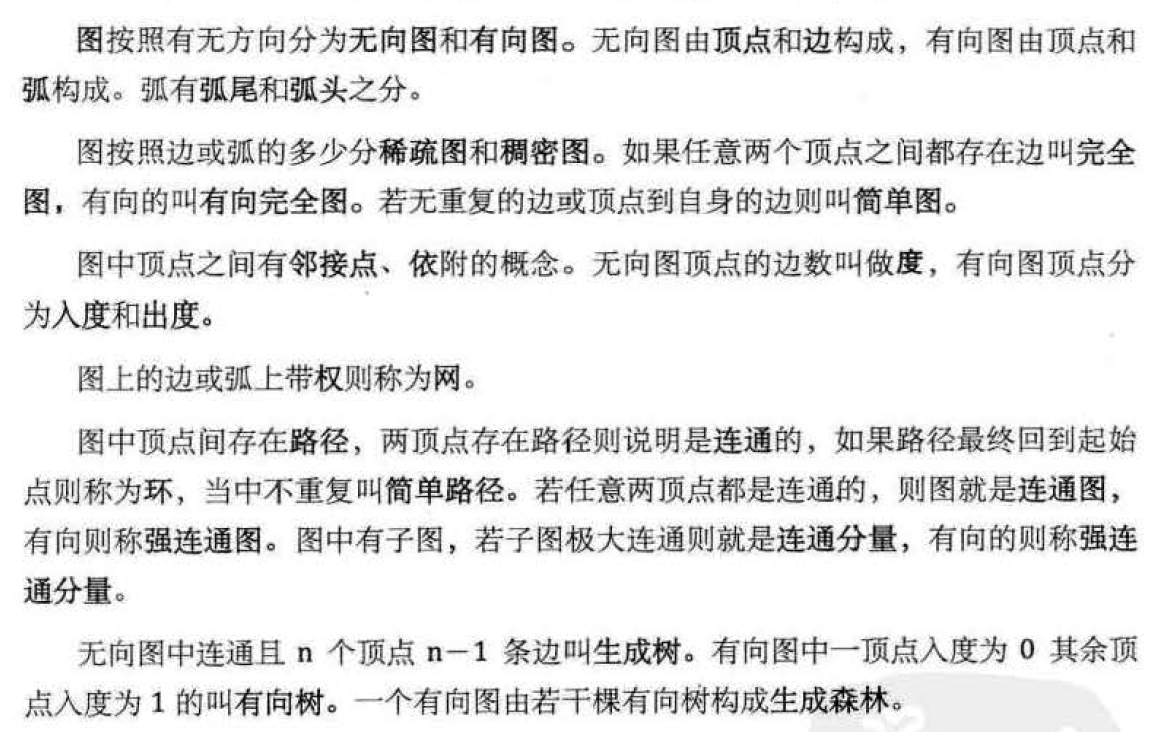 图按照有无方向分为无向图和有向图。无向图由顶点和边构成，有向图由顶点和
弧构成。弧有弧尾和弧头之分。
图按照边或弧的多少分稀疏图和稠密图。如果任意两个顶点之间都存在边叫完全
图，有向的叫有向完全图。若无重复的边或顶点到自身的边则叫简单图。
图中顶点之间有邻接点、依附的概念。无向图顶点的边数叫做度，有向图顶点分
为入度和出度。
图上的边或弧上带权则称为网。
图中顶点间存在路径，两顶点存在路径则说明是连通的，如果路径最终回到起始
点则称为环，当中不重复叫简单路径。若任意两顶点都是连通的，则图就是连通图，
有向则称强连通图。图中有子图，若子图极大连通则就是连通分量，有向的则称强连
通分量。
无向图中连通且 n 个顶点 n－1 条边叫生成树。有向图中一顶点入度为 0 其余顶
点入度为 1 的叫有向树。一个有向图由若干棵有向树构成生成森林。